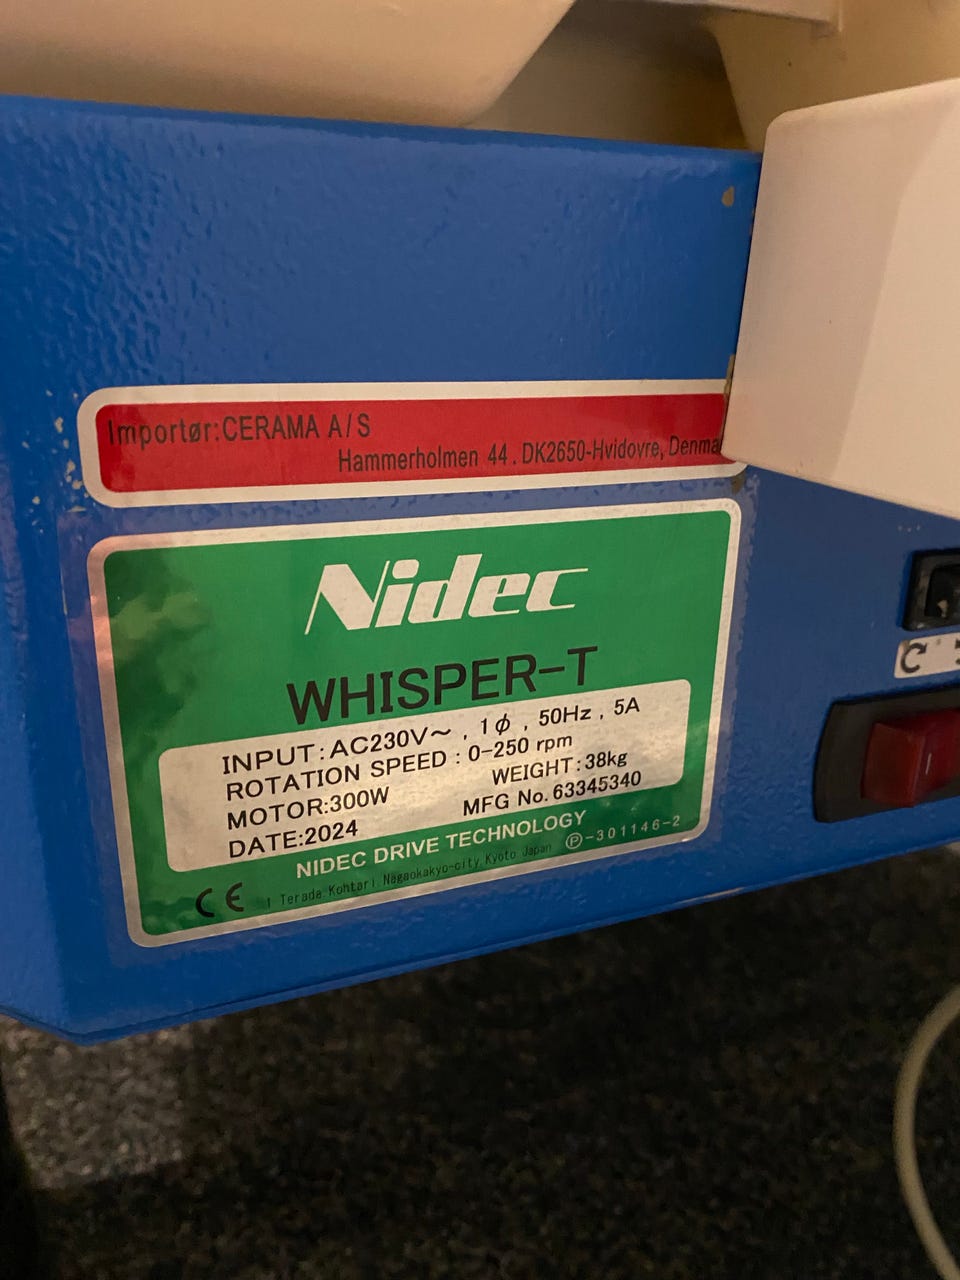 Importør:CERAMA A/S
Hammerholmen 44. DK2650-Hvidovre, Denma
Nidec
WHISPER-T
INPUT:AC230V~ , 1ϕ , 50Hz , 5A
ROTATION SPEED : 0-250 rpm
MOTOR:300W WEIGHT:38kg
DATE:2024 MFG No. 63345340
NIDEC DRIVE TECHNOLOGY
CE 1 Terada Kohtari Nagaokakyo-city Kyoto Japan Ⓟ-301146-2